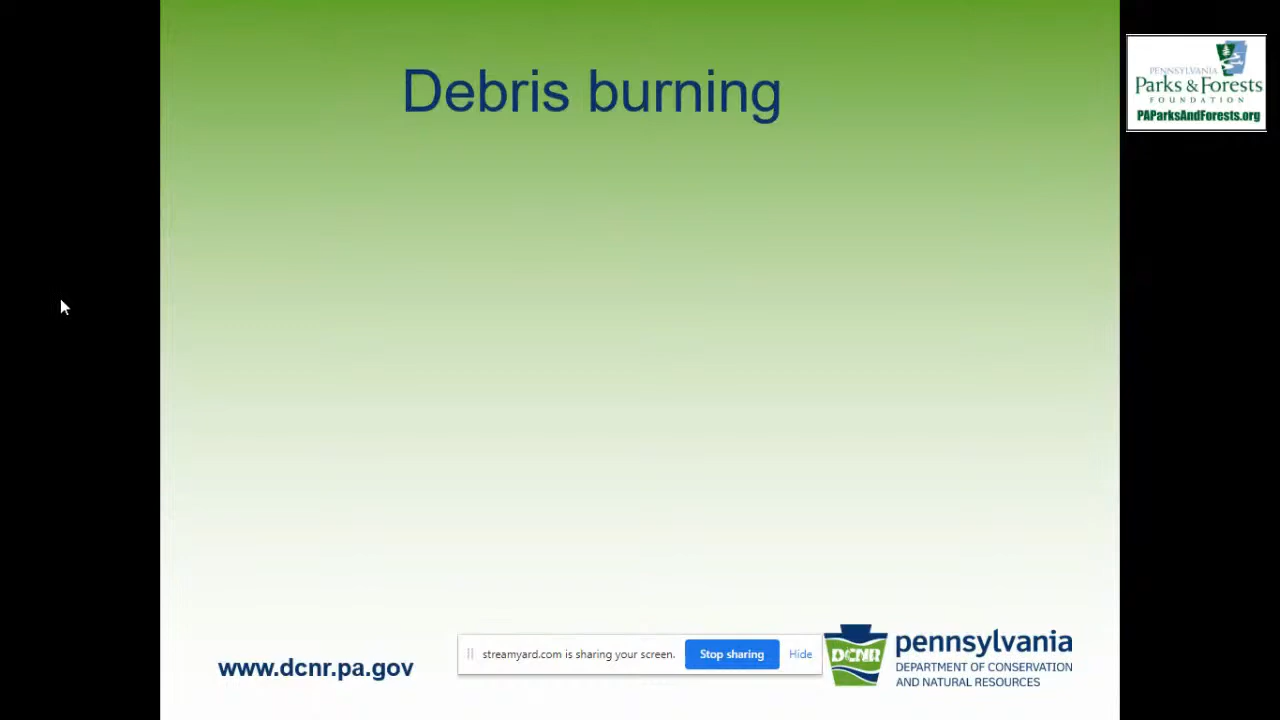 Debris burning
PENNSYLVANIA
Parks & Forests
FOUNDATION
PAParksAndForests.org
streamyard.com is sharing your screen.
Stop sharing
Hide
www.dcnr.pa.gov
DCNR
pennsylvania
DEPARTMENT OF CONSERVATION
AND NATURAL RESOURCES